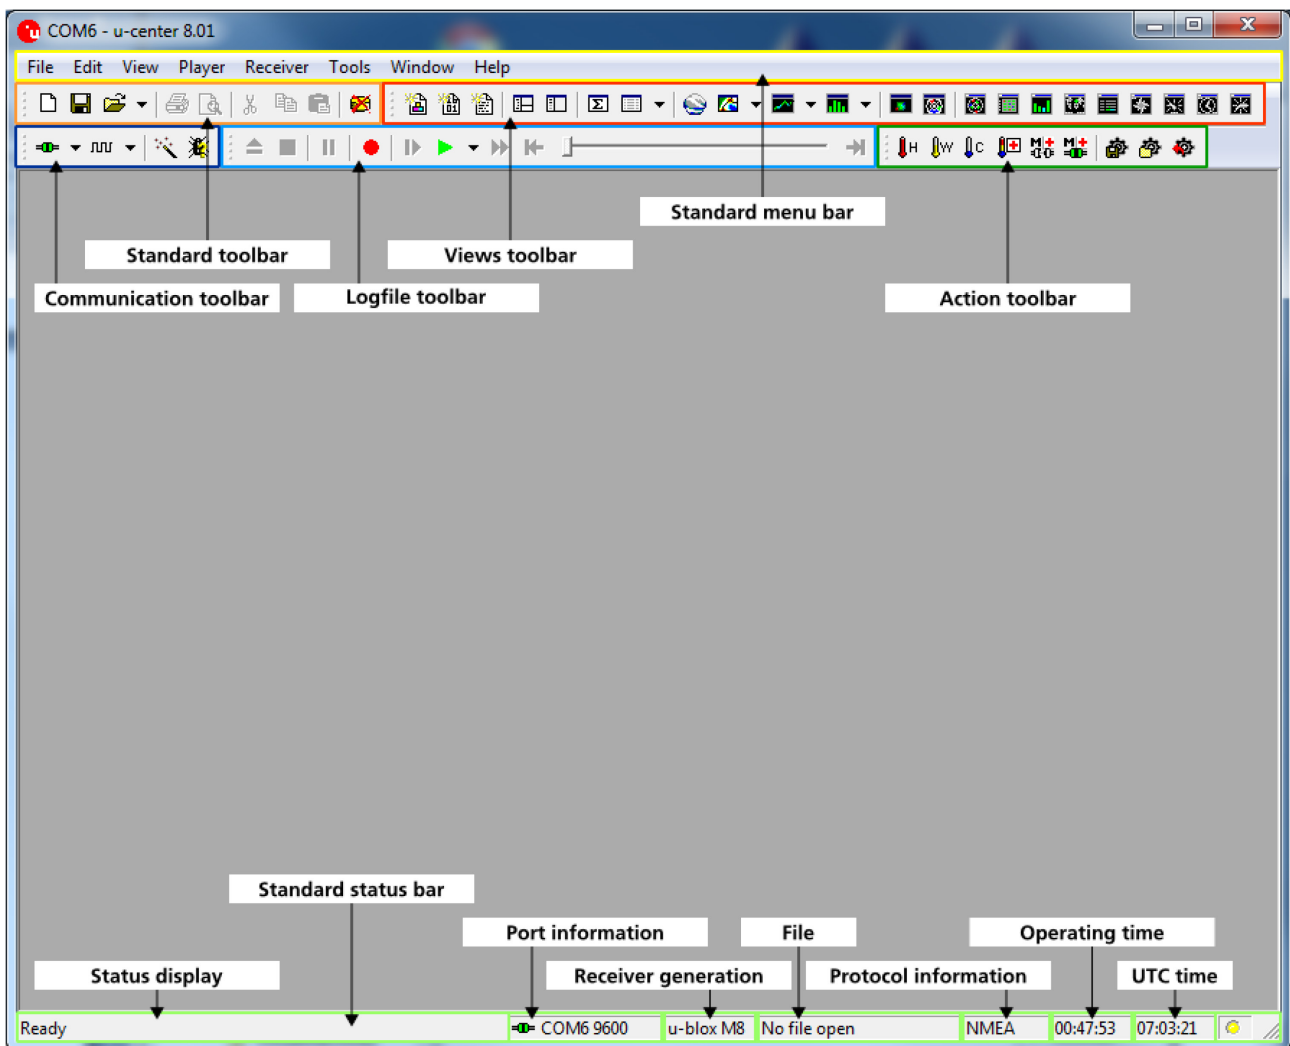 COM6 - u-center 8.01
File Edit View Player Receiver Tools Window Help
H W C M M
Standard menu bar
Standard toolbar
Views toolbar
Communication toolbar
Logfile toolbar
Action toolbar
Standard status bar
Port information
File
Operating time
Status display
Receiver generation
Protocol information
UTC time
Ready
COM6 9600
u-blox M8
No file open
NMEA
00:47:53
07:03:21